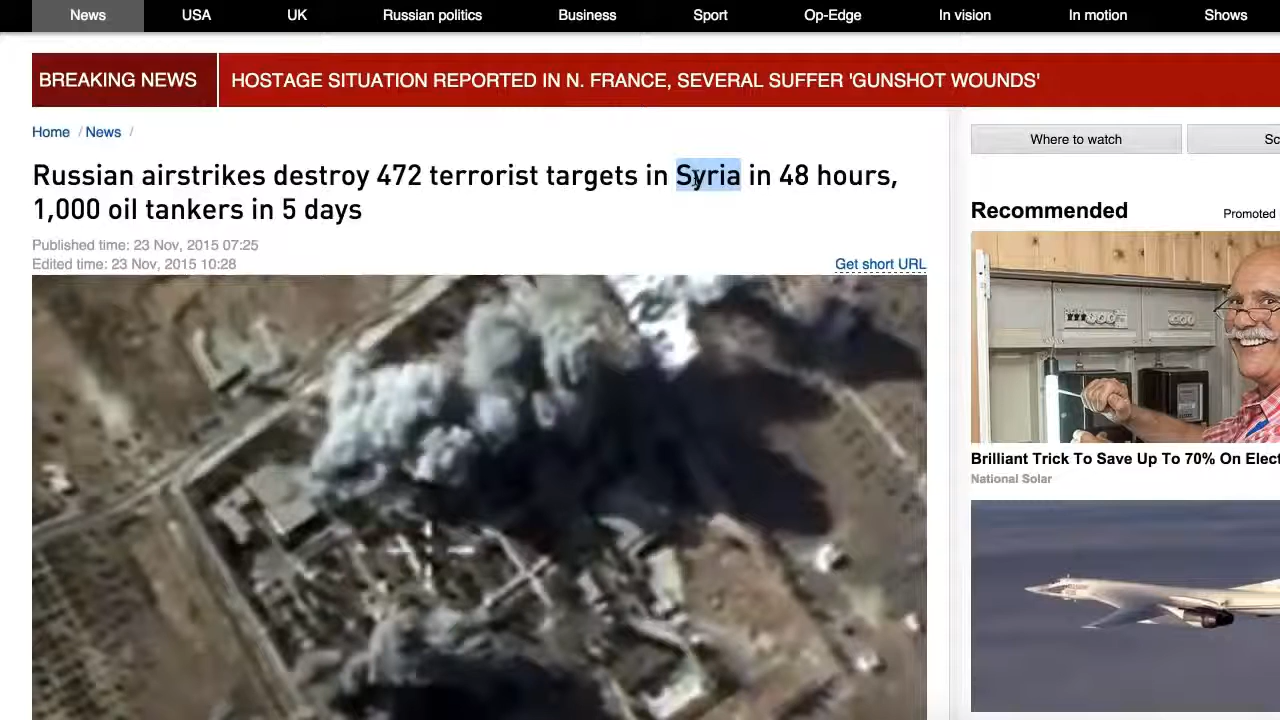 News USA UK Russian politics Business Sport Op-Edge In vision In motion Shows
BREAKING NEWS HOSTAGE SITUATION REPORTED IN N. FRANCE, SEVERAL SUFFER 'GUNSHOT WOUNDS'
Home / News /
Where to watch
Russian airstrikes destroy 472 terrorist targets in Syria in 48 hours,
1,000 oil tankers in 5 days
Published time: 23 Nov, 2015 07:25
Edited time: 23 Nov, 2015 10:28
Get short URL
Recommended
Promoted
Brilliant Trick To Save Up To 70% On Elect
National Solar